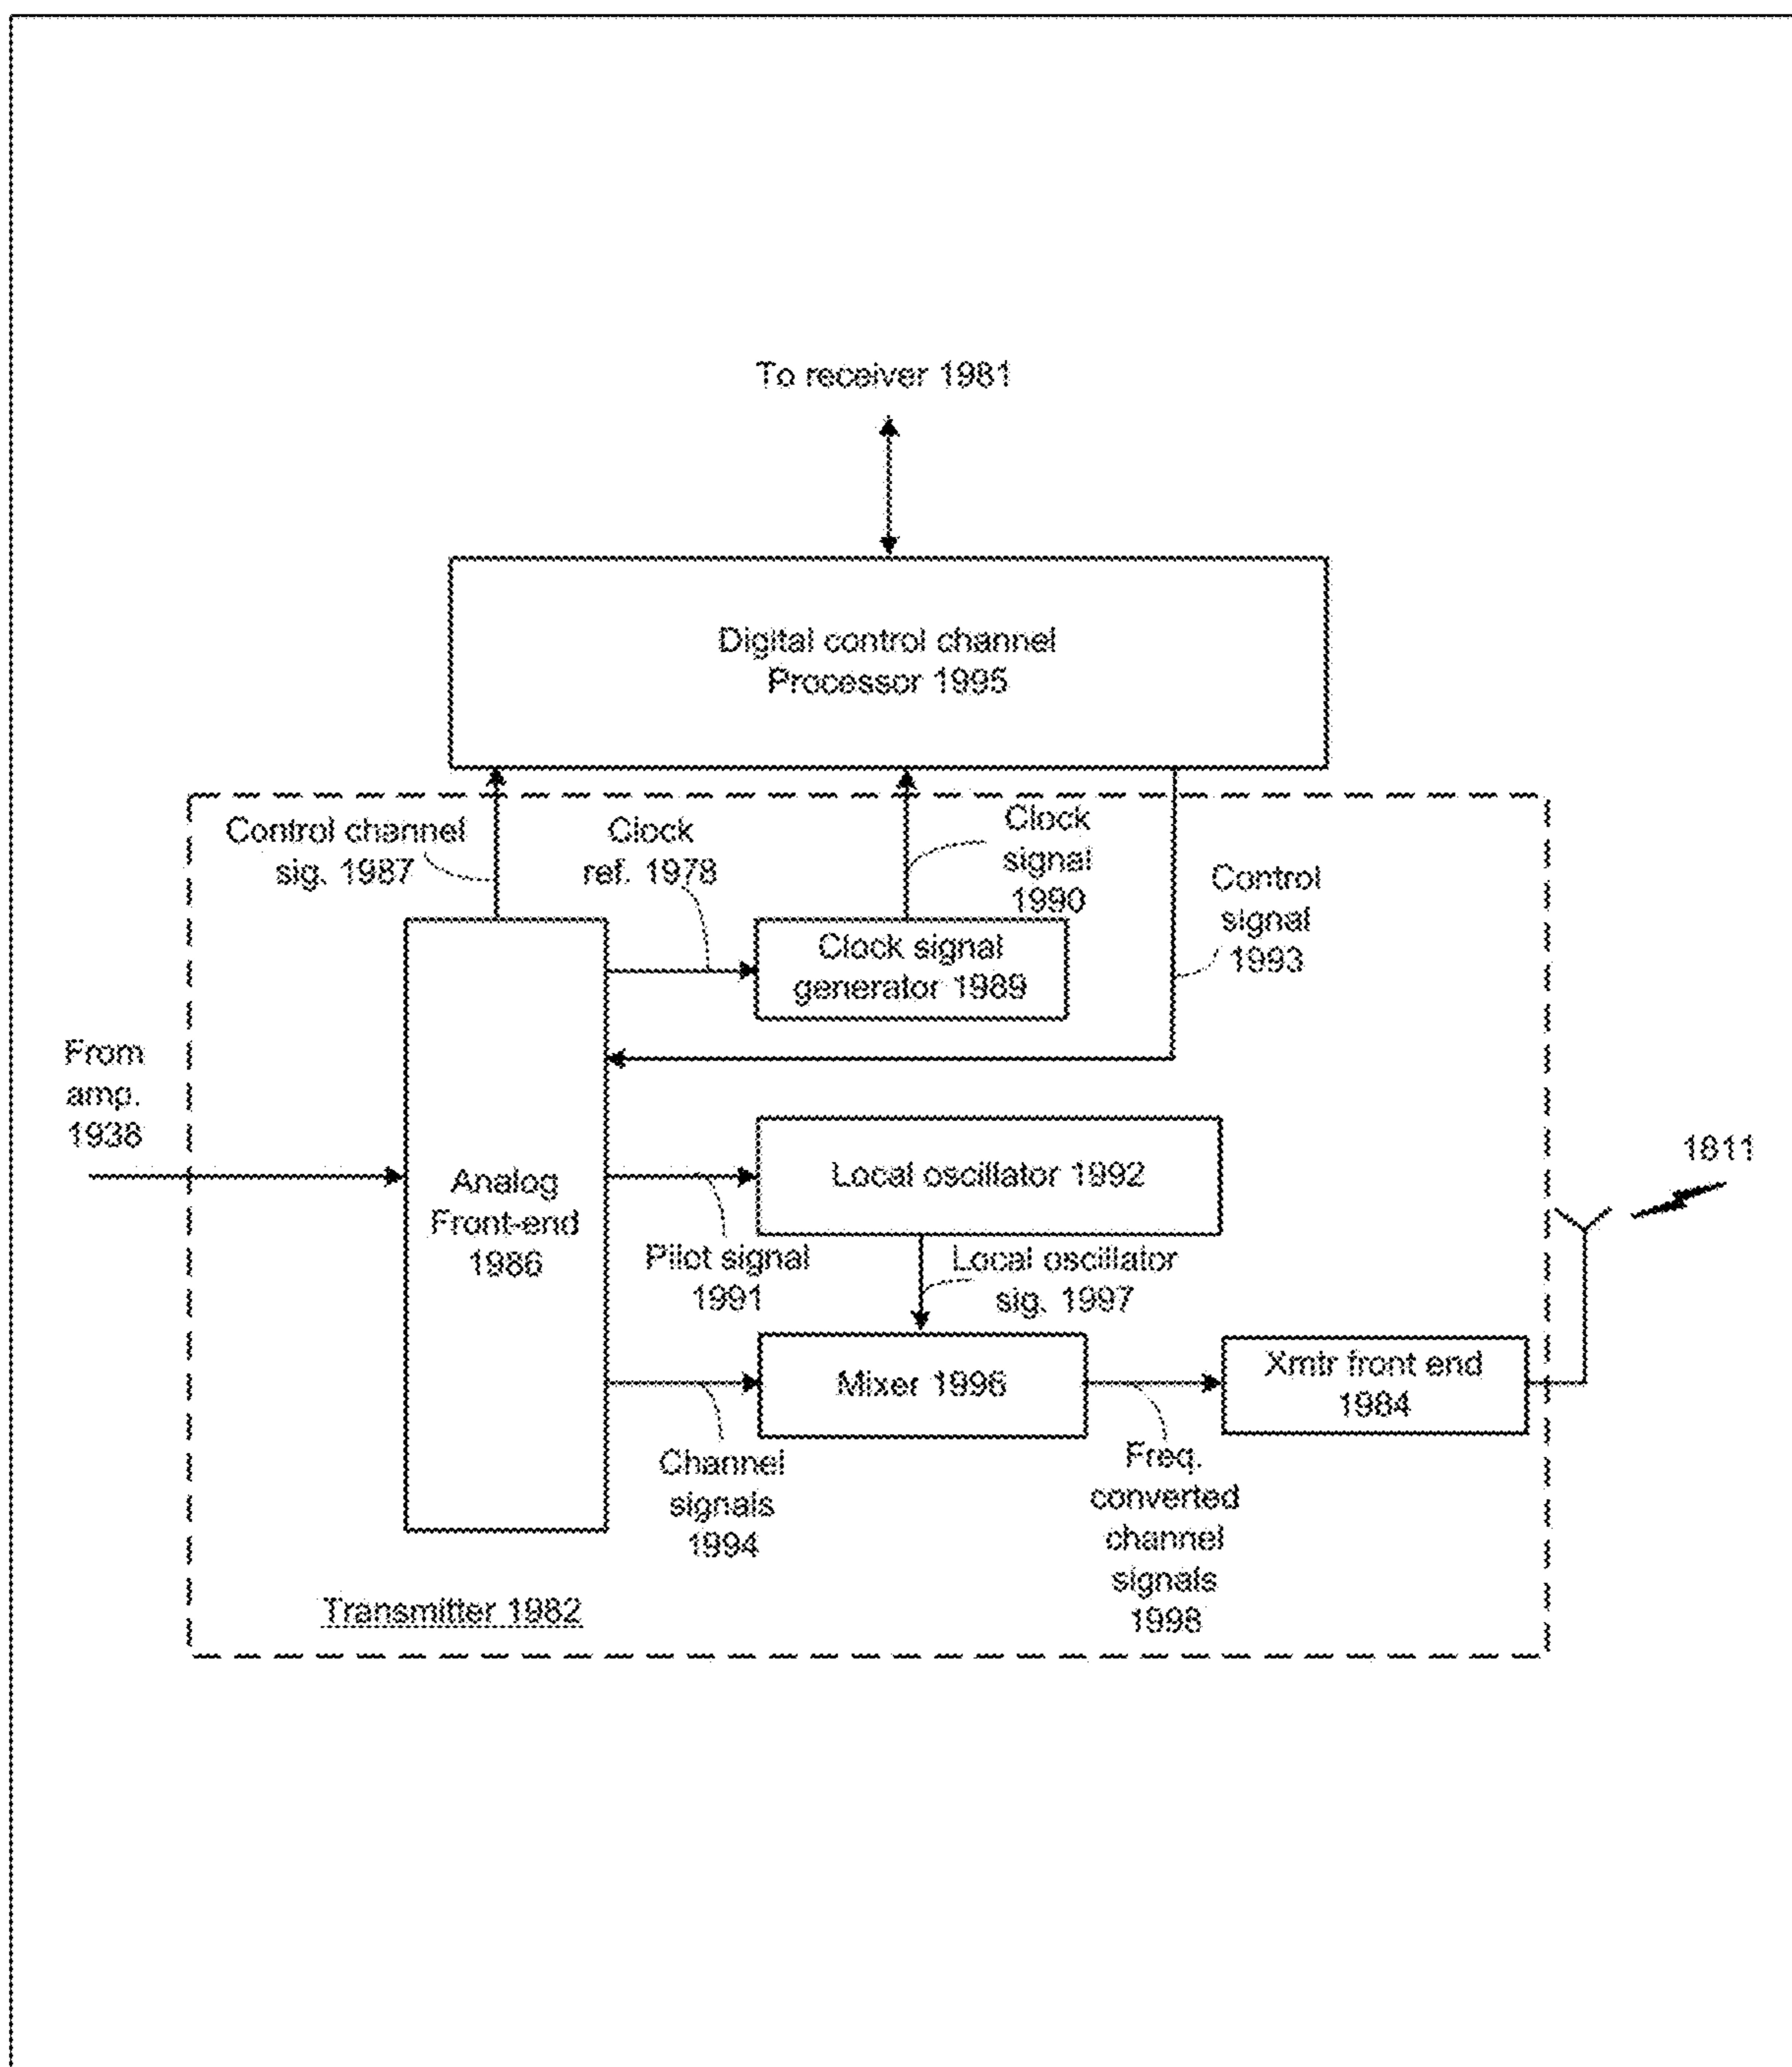 To receiver 1981
Digital control channel
Processor 1995
Control channel
sig. 1987
Clock
ref. 1978
Clock
signal
1990
Control
signal
1993
Clock signal
generator 1989
From
amp.
1938
Analog
Front-end
1986
Local oscillator 1992
1811
Pilot signal
1991
Local oscillator
sig. 1997
Mixer 1996
Xmtr front end
1984
Channel
signals
1994
Freq.
converted
channel
signals
1998
Transmitter 1982